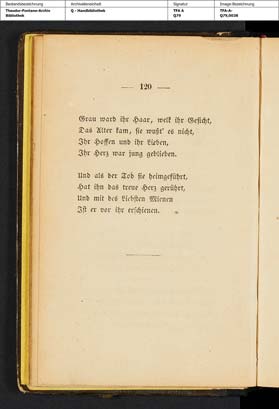 Bestandsbezeichnung
Theodor-Fontane-Archiv
Bibliothek
Archivalieneinheit
Q - Handbibliothek
Signatur
TFA A
Q79
Image-Bezeichnung
TFA-A-
Q79,0038
— 120 —
Grau ward ihr Haar, welk ihr Gesicht,
Das Alter kam, sie wußt' es nicht,
Ihr Hoffen und ihr Lieben,
Ihr Herz war jung geblieben.
Und als der Tod sie heimgeführt,
Hat ihn das treue Herz gerührt,
Und mit des Liebsten Mienen
Ist er vor ihr erschienen.